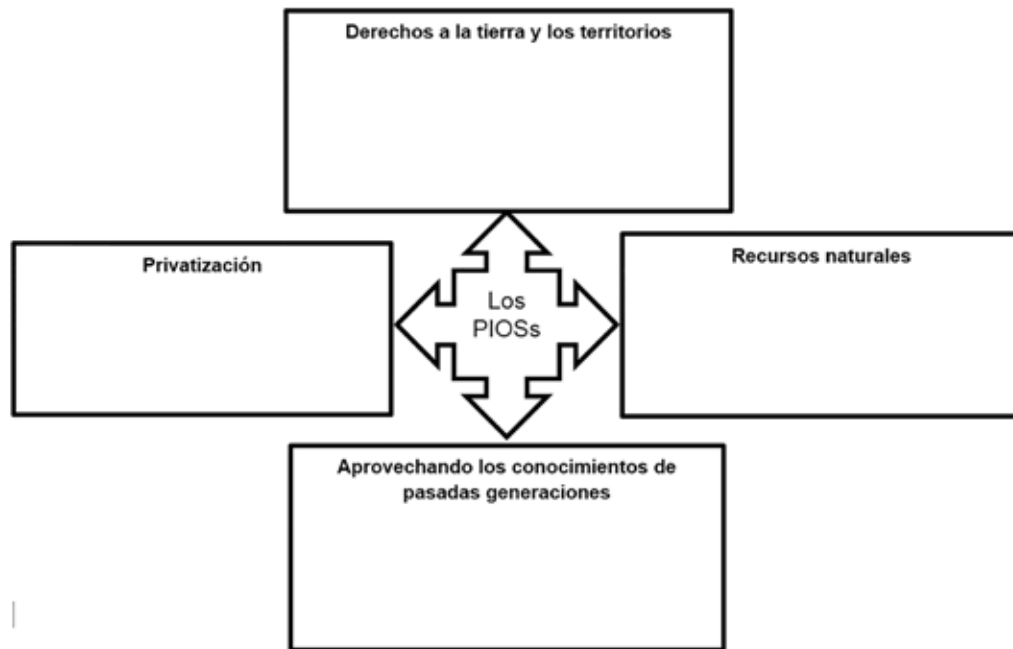 Derechos a la tierra y los territorios
Privatización
Recursos naturales
Los
PIOSs
Aprovechando los conocimientos de
pasadas generaciones